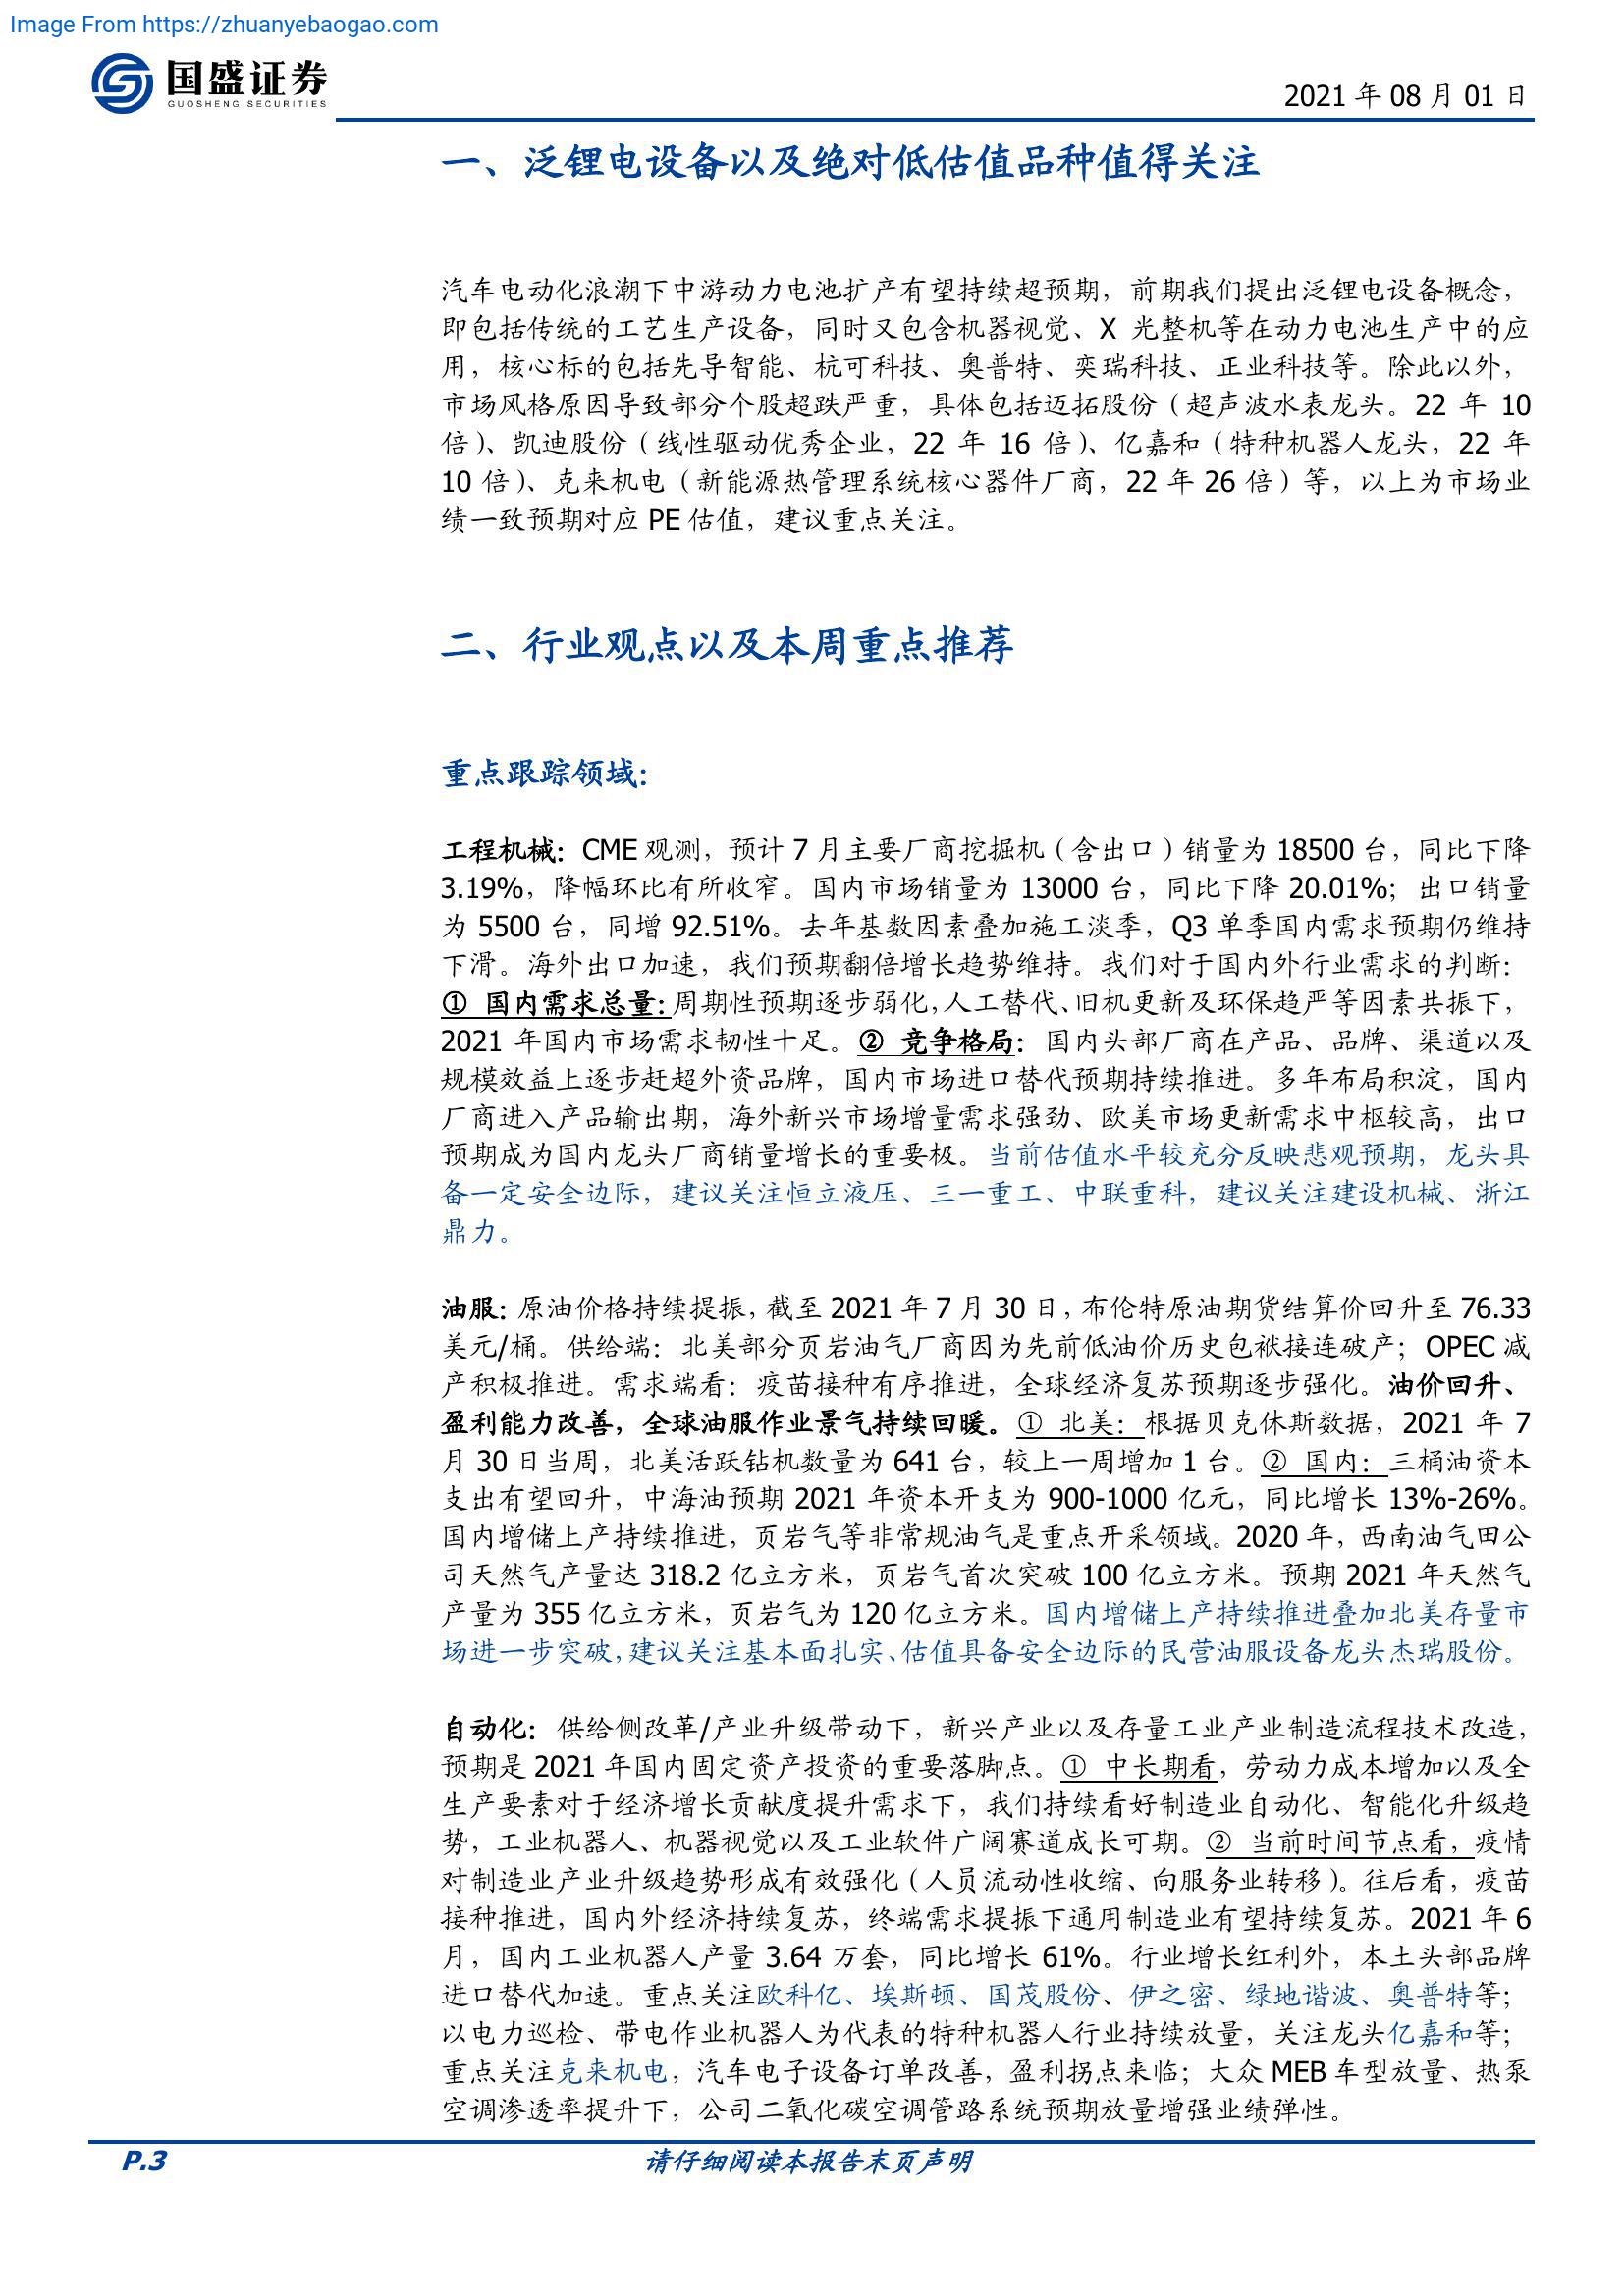 Image From https://zhuanyebaogao.com
国盛证券
GUOSHENG SECURITIES
2021 年 08 月 01 日
一、泛锂电设备以及绝对低估值品种值得关注
汽车电动化浪潮下中游动力电池扩产有望持续超预期，前期我们提出泛锂电设备概念，
即包括传统的工艺生产设备，同时又包含机器视觉、X 光整机等在动力电池生产中的应
用，核心标的包括先导智能、杭可科技、奥普特、奕瑞科技、正业科技等。除此以外，
市场风格原因导致部分个股超跌严重，具体包括迈拓股份（超声波水表龙头。22 年 10
倍）、凯迪股份（线性驱动优秀企业，22 年 16 倍）、亿嘉和（特种机器人龙头，22 年
10 倍）、克来机电（新能源热管理系统核心器件厂商，22 年 26 倍）等，以上为市场业
绩一致预期对应 PE 估值，建议重点关注。
二、行业观点以及本周重点推荐
重点跟踪领域：
工程机械：CME 观测，预计 7 月主要厂商挖掘机（含出口）销量为 18500 台，同比下降
3.19%，降幅环比有所收窄。国内市场销量为 13000 台，同比下降 20.01%；出口销量
为 5500 台，同增 92.51%。去年基数因素叠加施工淡季，Q3 单季国内需求预期仍维持
下滑。海外出口加速，我们预期翻倍增长趋势维持。我们对于国内外行业需求的判断：
① 国内需求总量：周期性预期逐步弱化，人工替代、旧机更新及环保趋严等因素共振下，
2021 年国内市场需求韧性十足。② 竞争格局：国内头部厂商在产品、品牌、渠道以及
规模效益上逐步赶超外资品牌，国内市场进口替代预期持续推进。多年布局积淀，国内
厂商进入产品输出期，海外新兴市场增量需求强劲、欧美市场更新需求中枢较高，出口
预期成为国内龙头厂商销量增长的重要极。当前估值水平较充分反映悲观预期，龙头具
备一定安全边际，建议关注恒立液压、三一重工、中联重科，建议关注建设机械、浙江
鼎力。
油服：原油价格持续提振，截至 2021 年 7 月 30 日，布伦特原油期货结算价回升至 76.33
美元/桶。供给端：北美部分页岩油气厂商因为先前低油价历史包袱接连破产；OPEC 减
产积极推进。需求端看：疫苗接种有序推进，全球经济复苏预期逐步强化。油价回升、
盈利能力改善，全球油服作业景气持续回暖。① 北美：根据贝克休斯数据，2021 年 7
月 30 日当周，北美活跃钻机数量为 641 台，较上一周增加 1 台。② 国内：三桶油资本
支出有望回升，中海油预期 2021 年资本开支为 900-1000 亿元，同比增长 13%-26%。
国内增储上产持续推进，页岩气等非常规油气是重点开采领域。2020 年，西南油气田公
司天然气产量达 318.2 亿立方米，页岩气首次突破 100 亿立方米。预期 2021 年天然气
产量为 355 亿立方米，页岩气为 120 亿立方米。国内增储上产持续推进叠加北美存量市
场进一步突破，建议关注基本面扎实、估值具备安全边际的民营油服设备龙头杰瑞股份。
自动化：供给侧改革/产业升级带动下，新兴产业以及存量工业产业制造流程技术改造，
预期是 2021 年国内固定资产投资的重要落脚点。① 中长期看，劳动力成本增加以及全
生产要素对于经济增长贡献度提升需求下，我们持续看好制造业自动化、智能化升级趋
势，工业机器人、机器视觉以及工业软件广阔赛道成长可期。② 当前时间节点看，疫情
对制造业产业升级趋势形成有效强化（人员流动性收缩、向服务业转移）。往后看，疫苗
接种推进，国内外经济持续复苏，终端需求提振下通用制造业有望持续复苏。2021 年 6
月，国内工业机器人产量 3.64 万套，同比增长 61%。行业增长红利外，本土头部品牌
进口替代加速。重点关注欧科亿、埃斯顿、国茂股份、伊之密、绿地谐波、奥普特等；
以电力巡检、带电作业机器人为代表的特种机器人行业持续放量，关注龙头亿嘉和等；
重点关注克来机电，汽车电子设备订单改善，盈利拐点来临；大众 MEB 车型放量、热泵
空调渗透率提升下，公司二氧化碳空调管路系统预期放量增强业绩弹性。
P.3
请仔细阅读本报告末页声明